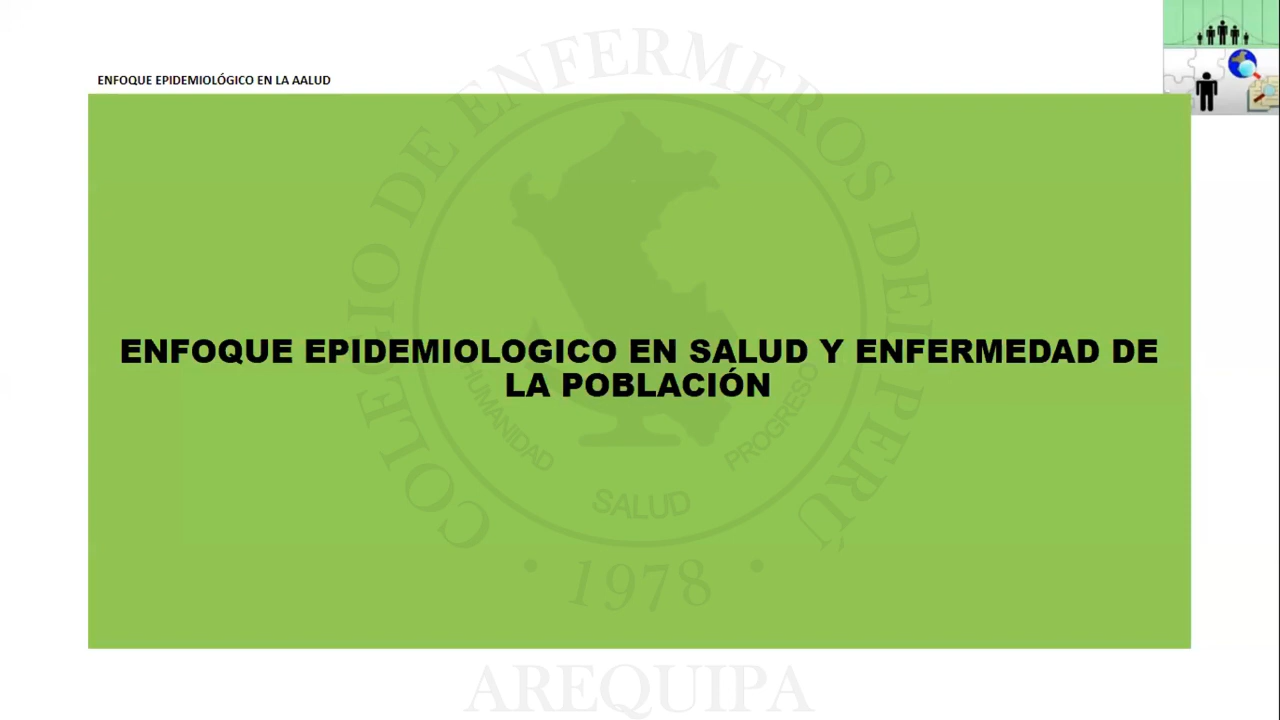 ENFOQUE EPIDEMIOLÓGICO EN LA AALUD
ENFOQUE EPIDEMIOLOGICO EN SALUD Y ENFERMEDAD DE
LA POBLACIÓN
COLEGIO DE ENFERMEROS DEL PERÚ
HUMANIDAD
SALUD
PROGRESO
· 1978 ·
AREQUIPA